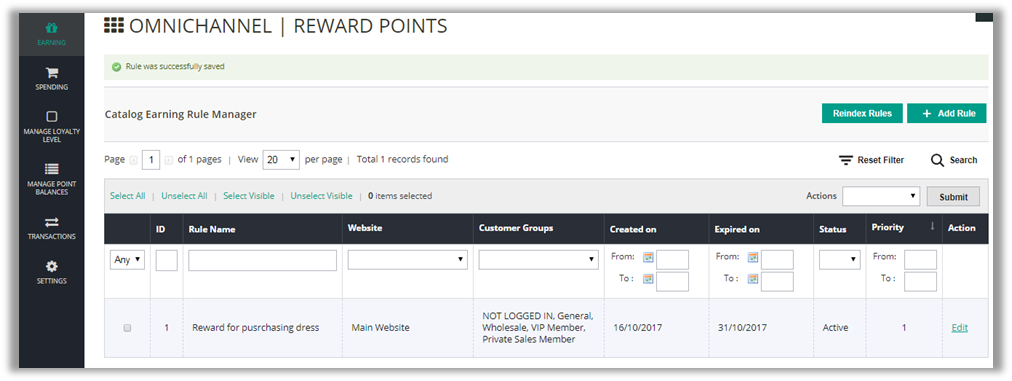 OMNICHANNEL | REWARD POINTS
EARNING
SPENDING
MANAGE LOYALTY
LEVEL
MANAGE POINT
BALANCES
TRANSACTIONS
SETTINGS
Rule was successfully saved
Catalog Earning Rule Manager
Reindex Rules
+ Add Rule
Page 1 of 1 pages | View 20 per page | Total 1 records found
Reset Filter
Search
Select All | Unselect All | Select Visible | Unselect Visible | 0 items selected
Actions
Submit
ID Rule Name Website Customer Groups Created on Expired on Status Priority ↓ Action
Any
From: From: From:
To : To : To :
1 Reward for pusrchasing dress Main Website
NOT LOGGED IN, General,
Wholesale, VIP Member,
Private Sales Member
16/10/2017 31/10/2017 Active 1 Edit